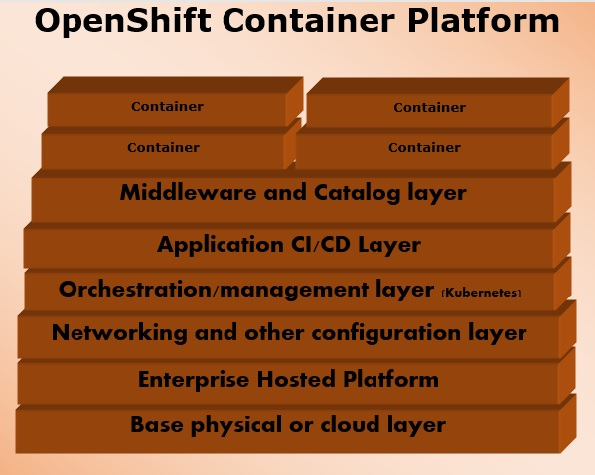 OpenShift Container Platform
Container Container
Container Container
Middleware and Catalog layer
Application CI/CD Layer
Orchestration/management layer (Kubernetes)
Networking and other configuration layer
Enterprise Hosted Platform
Base physical or cloud layer